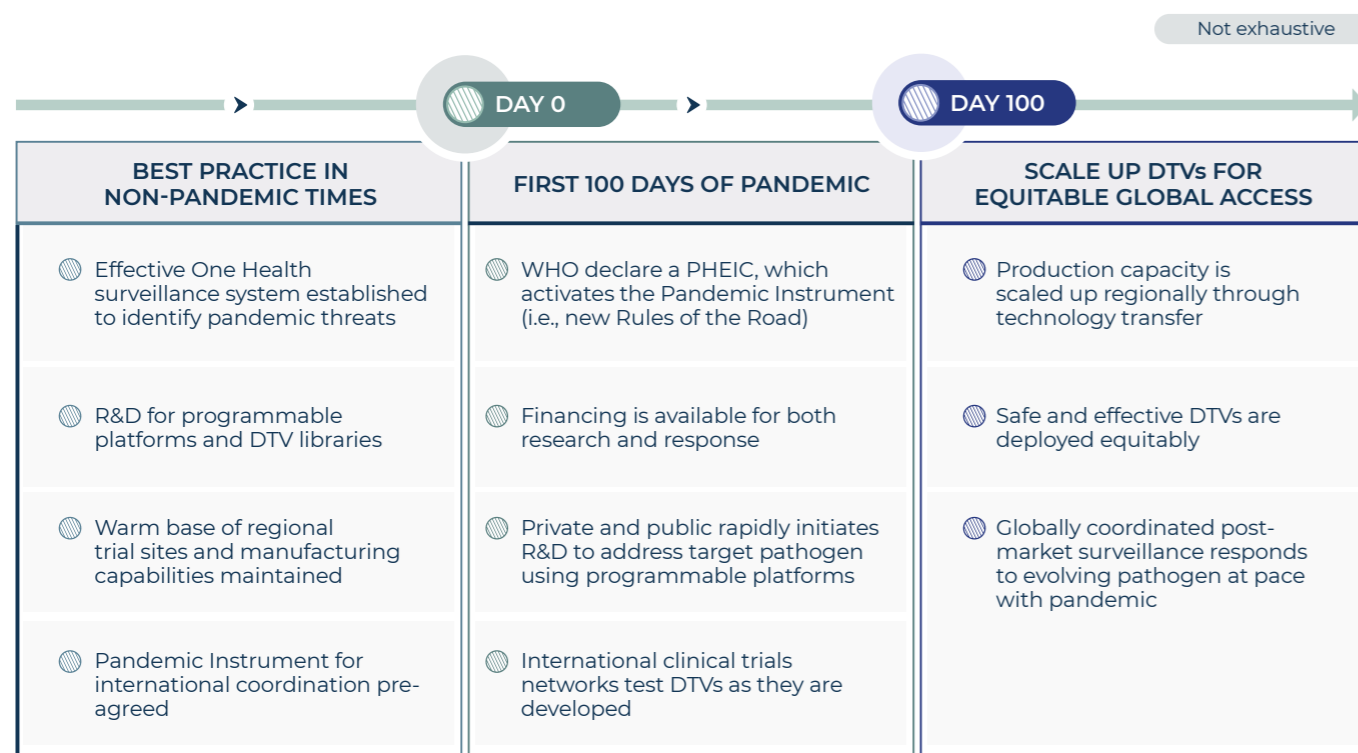 Not exhaustive
DAY 0
DAY 100
BEST PRACTICE IN
NON-PANDEMIC TIMES
FIRST 100 DAYS OF PANDEMIC
SCALE UP DTVs FOR
EQUITABLE GLOBAL ACCESS
Effective One Health
surveillance system established
to identify pandemic threats
R&D for programmable
platforms and DTV libraries
Warm base of regional
trial sites and manufacturing
capabilities maintained
Pandemic Instrument for
international coordination pre-
agreed
WHO declare a PHEIC, which
activates the Pandemic Instrument
(i.e., new Rules of the Road)
Financing is available for both
research and response
Private and public rapidly initiates
R&D to address target pathogen
using programmable platforms
International clinical trials
networks test DTVs as they are
developed
Production capacity is
scaled up regionally through
technology transfer
Safe and effective DTVs are
deployed equitably
Globally coordinated post-
market surveillance responds
to evolving pathogen at pace
with pandemic